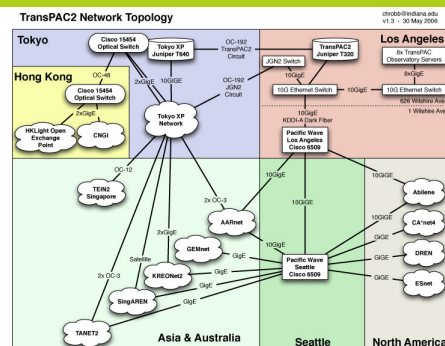 TransPAC2 Network Topology
chrobb@indiana.edu
v1.3 - 30 May 2006
Tokyo
Cisco 15454
Optical Switch
Tokyo XP
Juniper T640
OC-192
TransPAC2
Circuit
TransPAC2
Juniper T320
Los Angeles
8x TransPAC
Observatory Servers
OC-48
2xGigE
10GIGE
OC-192
JGN2
Circuit
JGN2 Switch
10GigE
10GigE
8xGigE
10G Ethernet Switch
10GigE
10G Ethernet Switch
626 Wilshire Ave
1 Wilshire Ave
Hong Kong
Cisco 15454
Optical Switch
2xGigE
HKLight Open
Exchange
Point
CNGI
Tokyo XP
Network
10GigE
KDDI-A Dark Fiber
Pacific Wave
Los Angeles
Cisco 6509
OC-12
TEIN2
Singapore
2x OC-3
AARnet
10GigE
10GIGE
10GIGE
Abilene
10GIGE
CA*net4
GIGE
DREN
GIGE
ESnet
GIGE
2xGigE
GEMnet
GigE
10GigE
Pacific Wave
Seattle
Cisco 6509
KREONet2
GigE
Satellite
2x OC-3
SingAREN
GigE
GigE
TANET2
Asia & Australia
Seattle
North America